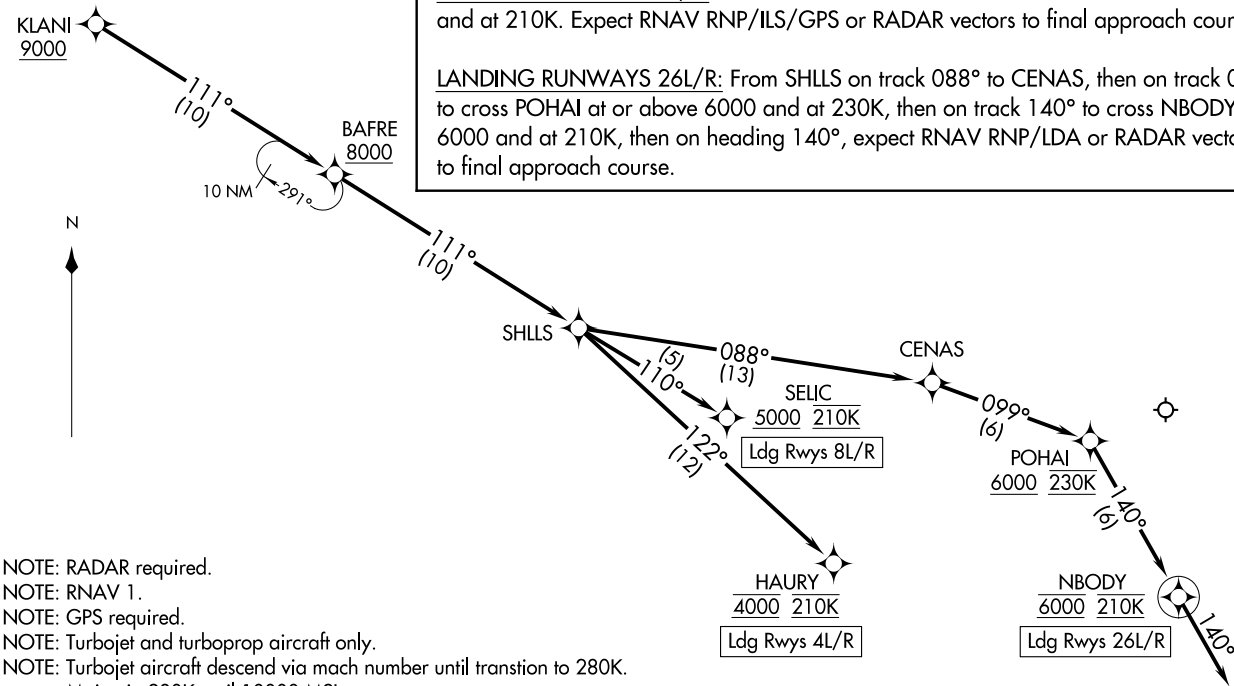 and at 210K. Expect RNAV RNP/ILS/GPS or RADAR vectors to final approach cour
LANDING RUNWAYS 26L/R: From SHLLS on track 088° to CENAS, then on track 0
to cross POHAI at or above 6000 and at 230K, then on track 140° to cross NBODY
6000 and at 210K, then on heading 140°, expect RNAV RNP/LDA or RADAR vecto
to final approach course.
KLANI
9000
111°
(10)
BAFRE
8000
10 NM
291°
N
111°
(10)
SHLLS
088°
(13)
CENAS
(5)
110°
SELIC
5000 210K
Ldg Rwys 8L/R
099°
(6)
122°
(12)
POHAI
6000 230K
140°
(6)
HAURY
4000 210K
Ldg Rwys 4L/R
NBODY
6000 210K
Ldg Rwys 26L/R
140°
NOTE: RADAR required.
NOTE: RNAV 1.
NOTE: GPS required.
NOTE: Turbojet and turboprop aircraft only.
NOTE: Turbojet aircraft descend via mach number until transtion to 280K.